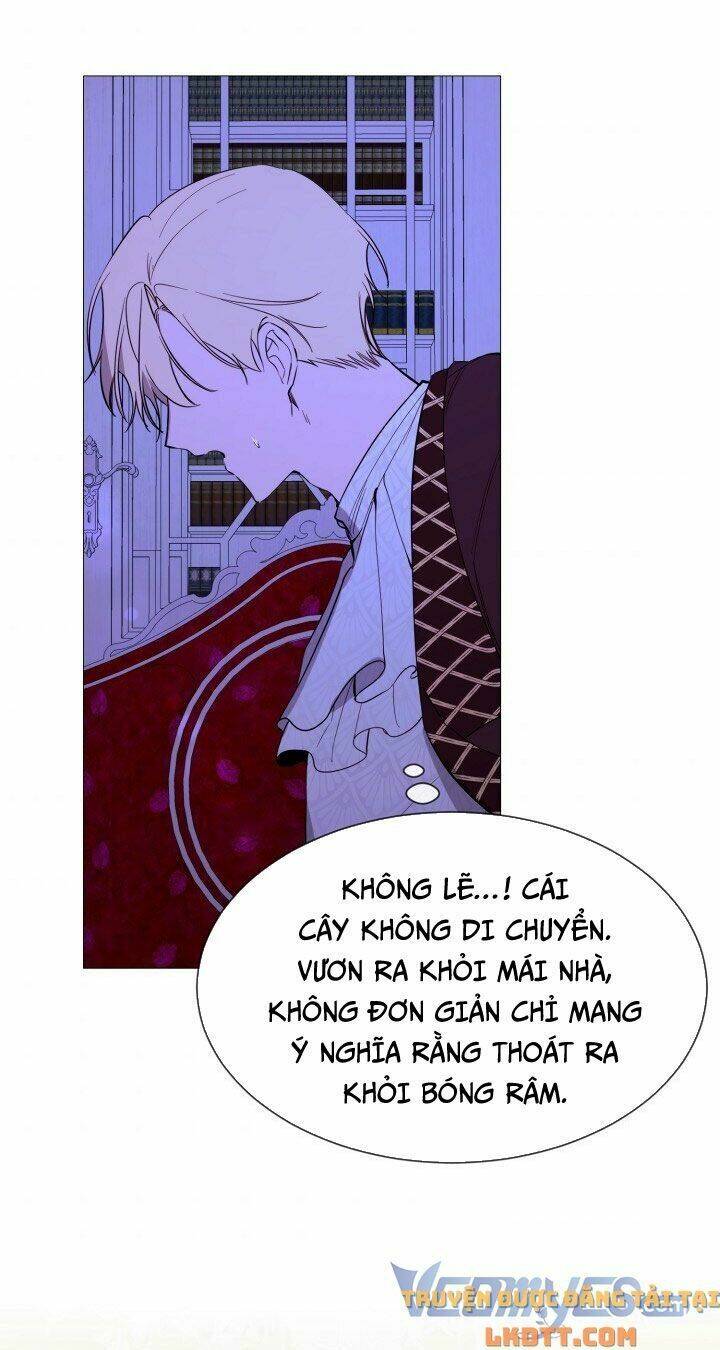 KHÔNG LẼ...! CÁI
CÂY KHÔNG DI CHUYỂN.
VƯƠN RA KHỎI MÁI NHÀ,
KHÔNG ĐƠN GIẢN CHỈ MANG
Ý NGHĨA RẰNG THOÁT RA
KHỎI BÓNG RÂM.
TRUYỆN ĐƯỢC ĐĂNG TẢI TẠI
LKDTT.COM